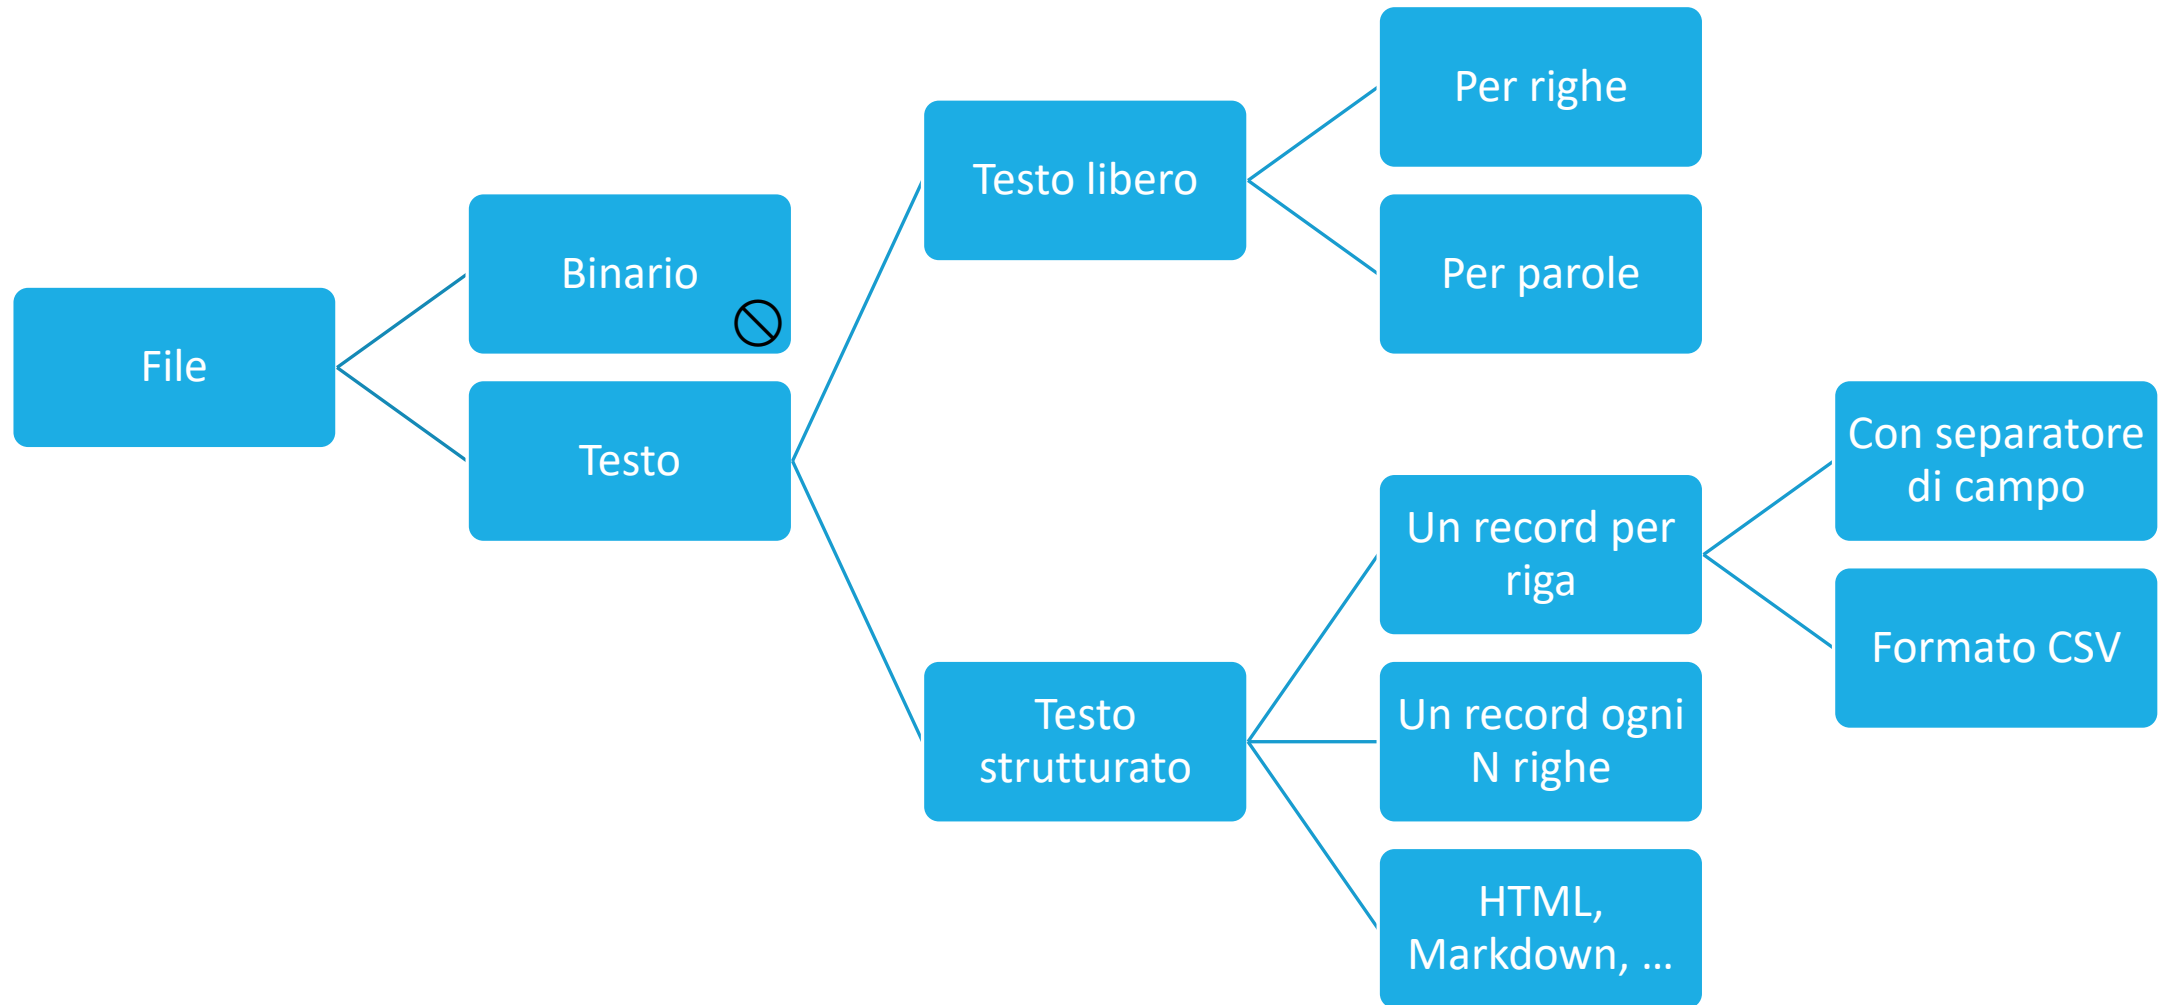 File
Binario
Testo
Testo libero
Per righe
Per parole
Testo
strutturato
Un record per
riga
Con separatore
di campo
Formato CSV
Un record ogni
N righe
HTML,
Markdown, ...